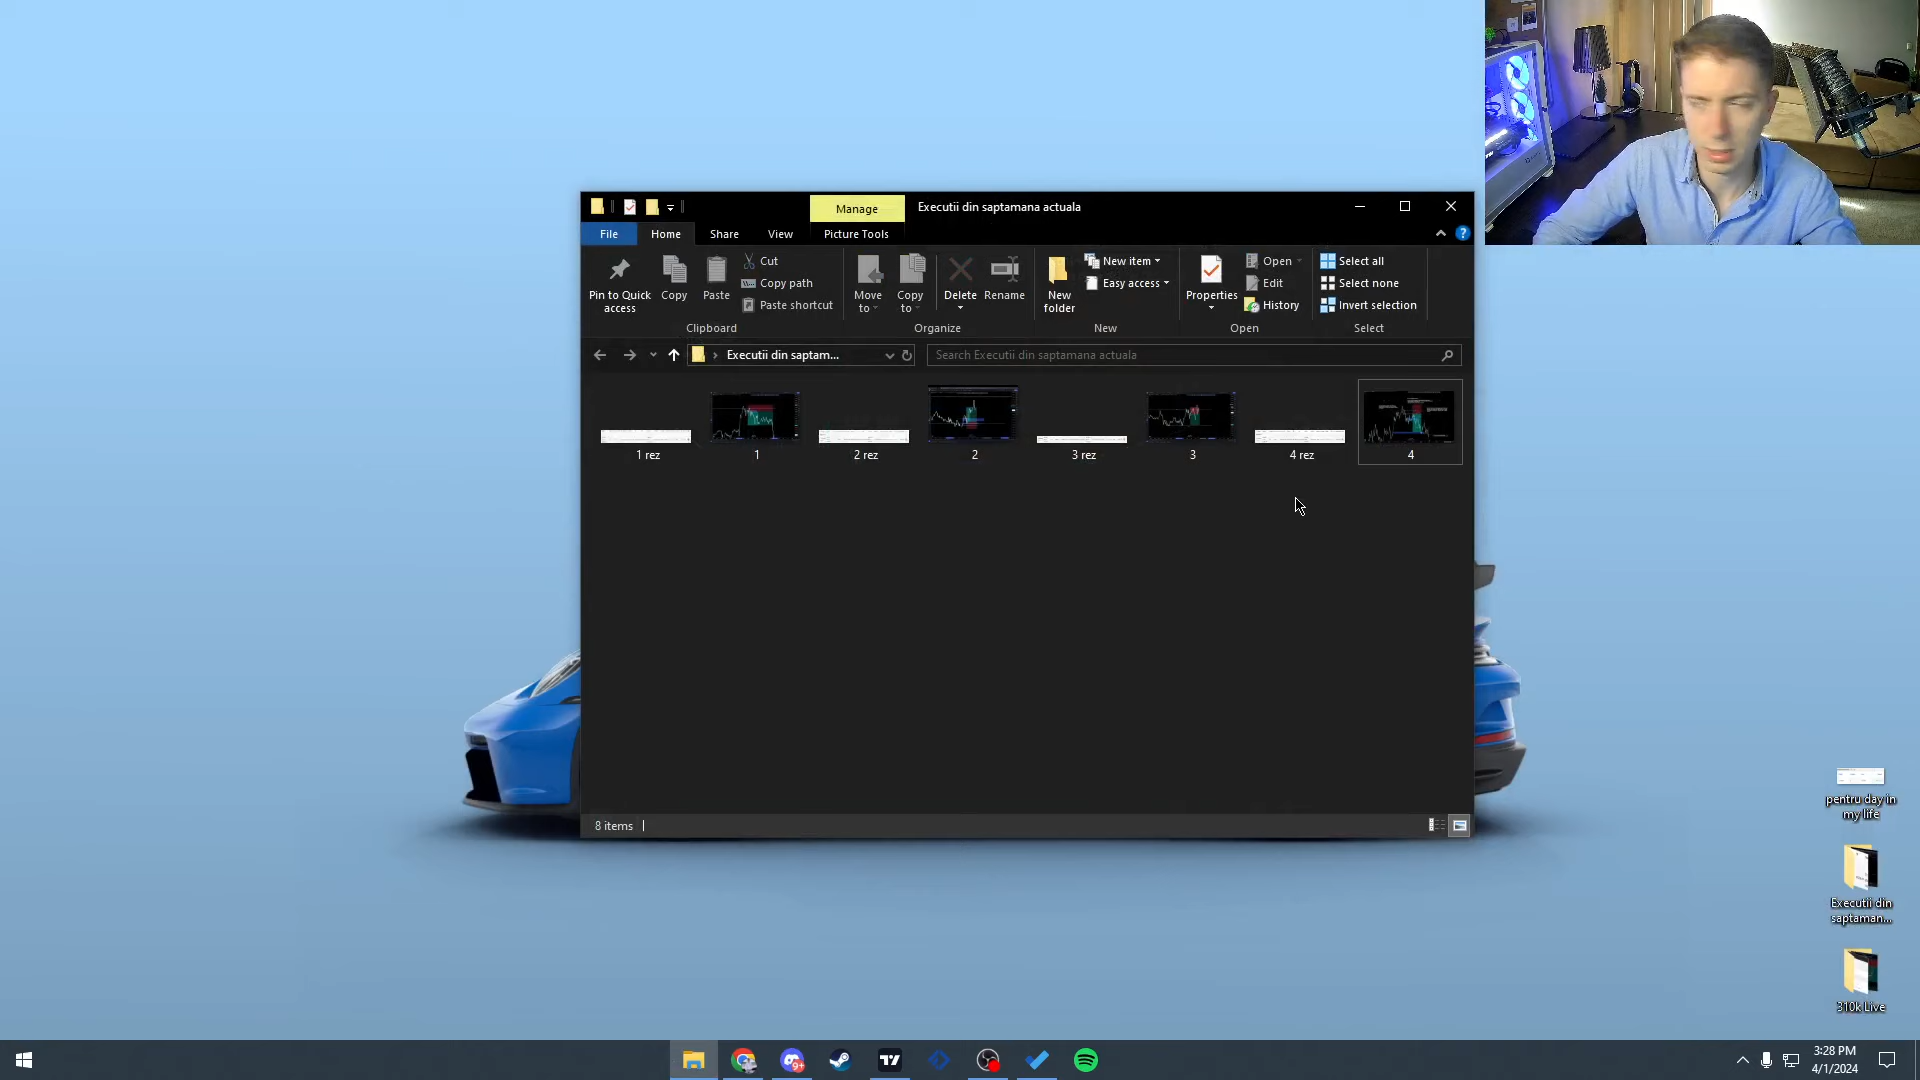 Manage
Executii din saptamana actuala
File
Home
Share
View
Picture Tools
Pin to Quick access
Copy
Paste
Cut
Copy path
Paste shortcut
Clipboard
Move to
Copy to
Delete
Rename
Organize
New folder
New item
Easy access
New
Properties
Open
Edit
History
Open
Select all
Select none
Invert selection
Select
Executii din saptam...
Search Executii din saptamana actuala
1 rez
1
2 rez
2
3 rez
3
4 rez
4
8 items
pentru day in
my life
Executii din
saptaman...
310k Live
9+
3:28 PM
4/1/2024